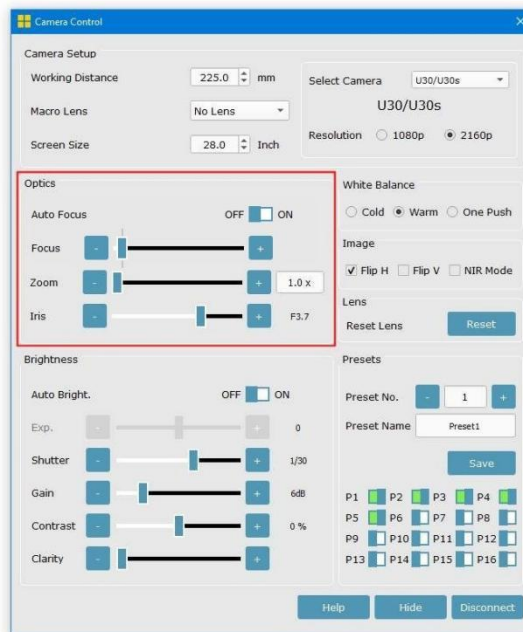 Camera Control
Camera Setup
Working Distance 225.0 mm
Macro Lens No Lens
Screen Size 28.0 Inch
Select Camera U30/U30s
U30/U30s
Resolution 1080p 2160p
Optics
Auto Focus OFF ON
Focus - +
Zoom - + 1.0 x
Iris - + F3.7
White Balance
Cold Warm One Push
Image
Flip H Flip V NIR Mode
Lens
Reset Lens Reset
Brightness
Auto Bright. OFF ON
Exp. - + 0
Shutter - + 1/30
Gain - + 6dB
Contrast - + 0 %
Clarity - +
Presets
Preset No. - 1 +
Preset Name Preset1
Save
P1 P2 P3 P4
P5 P6 P7 P8
P9 P10 P11 P12
P13 P14 P15 P16
Help Hide Disconnect